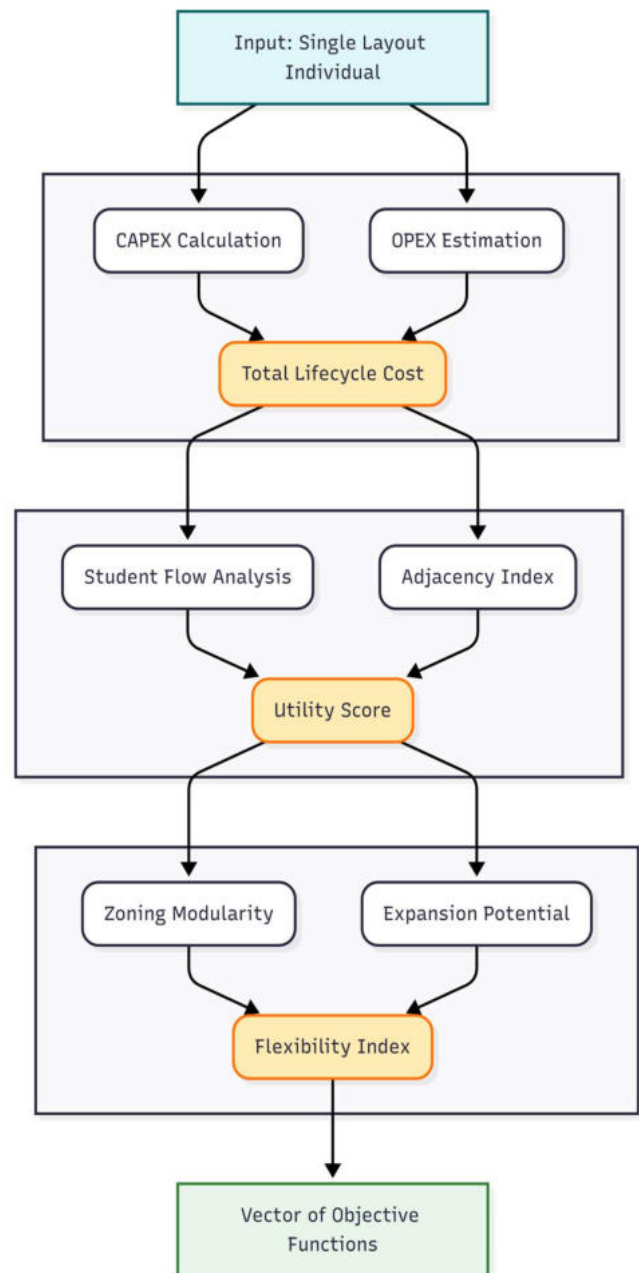 Input: Single Layout
Individual
CAPEX Calculation
OPEX Estimation
Total Lifecycle Cost
Student Flow Analysis
Adjacency Index
Utility Score
Zoning Modularity
Expansion Potential
Flexibility Index
Vector of Objective
Functions